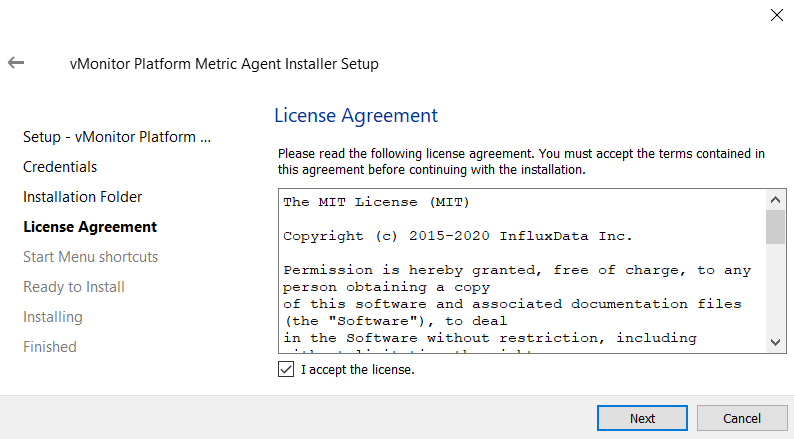 vMonitor Platform Metric Agent Installer Setup
Setup - vMonitor Platform ...
Credentials
Installation Folder
License Agreement
Start Menu shortcuts
Ready to Install
Installing
Finished
License Agreement
Please read the following license agreement. You must accept the terms contained in
this agreement before continuing with the installation.
The MIT License (MIT)
Copyright (c) 2015-2020 InfluxData Inc.
Permission is hereby granted, free of charge, to any
person obtaining a copy
of this software and associated documentation files
(the "Software"), to deal
in the Software without restriction, including
I accept the license.
Next
Cancel